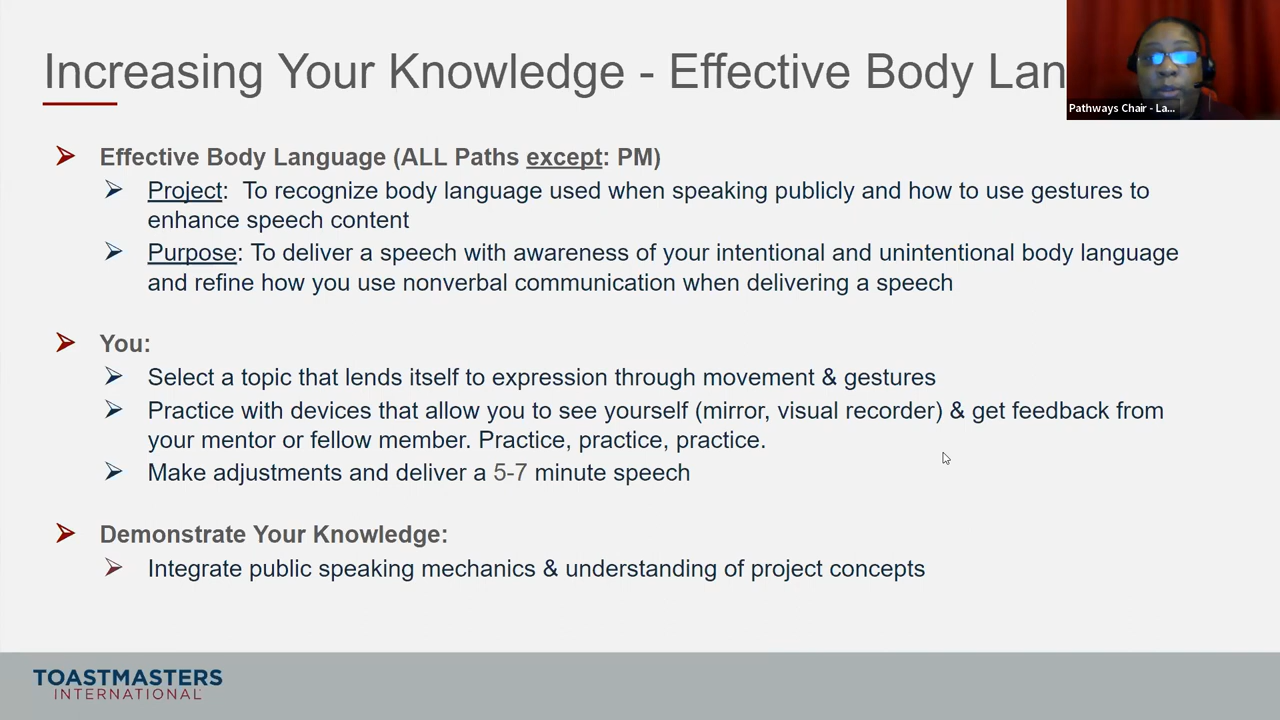 Increasing Your Knowledge - Effective Body Lan
Pathways Chair - La...
Effective Body Language (ALL Paths except: PM)
Project: To recognize body language used when speaking publicly and how to use gestures to
enhance speech content
Purpose: To deliver a speech with awareness of your intentional and unintentional body language
and refine how you use nonverbal communication when delivering a speech
You:
Select a topic that lends itself to expression through movement & gestures
Practice with devices that allow you to see yourself (mirror, visual recorder) & get feedback from
your mentor or fellow member. Practice, practice, practice.
Make adjustments and deliver a 5-7 minute speech
Demonstrate Your Knowledge:
Integrate public speaking mechanics & understanding of project concepts
TOASTMASTERS
INTERNATIONAL